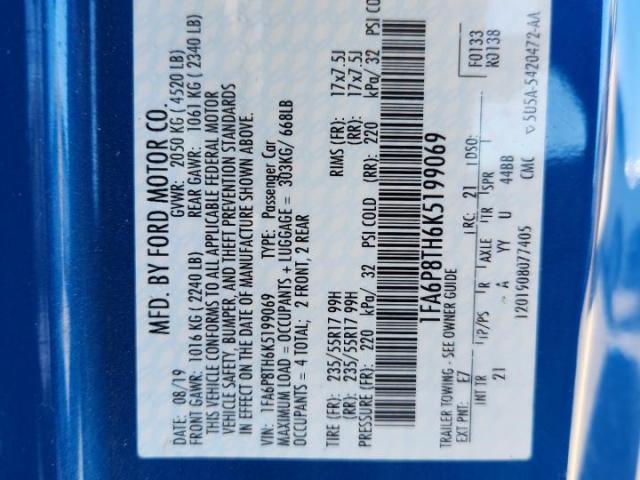 MFD. BY FORD MOTOR CO.
DATE: 08/19 GVWR: 2050 KG ( 4520 LB)
FRONT GAWR: 1016 KG ( 2240 LB) REAR GAWR: 1061 KG ( 2340 LB)
THIS VEHICLE CONFORMS TO ALL APPLICABLE FEDERAL MOTOR
VEHICLE SAFETY, BUMPER, AND THEFT PREVENTION STANDARDS
IN EFFECT ON THE DATE OF MANUFACTURE SHOWN ABOVE.
VIN: 1FA6P8TH6K5199069 TYPE: Passenger Car
MAXIMUM LOAD = OCCUPANTS + LUGGAGE = 303KG/ 668LB
OCCUPANTS = 4 TOTAL; 2 FRONT, 2 REAR
TIRE (FR): 235/55R17 99H RIMS (FR): 17x7.5J
(RR): 235/55R17 99H (RR): 17x7.5J
PRESSURE (FR): 220 kPa/ 32 PSI COLD (RR): 220 kPa/ 32 PSI COL
1FA6P8TH6K5199069
TRAILER TOWING - SEE OWNER GUIDE F0133
EXT PNT: E7 RC: 21 DSO: R0138
INT TR TP/PS R AXLE TR SPR
21 A YY U 44BB
1201908077405 CMC 5U5A-5420472-AA